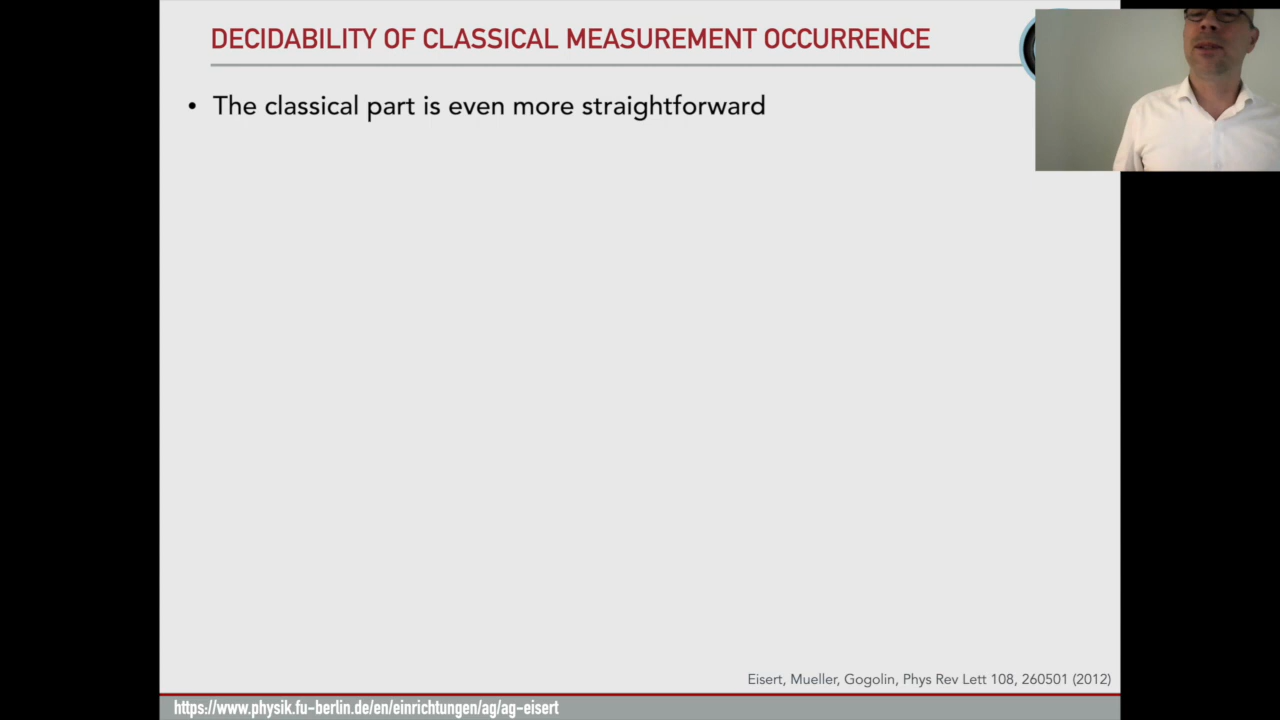 DECIDABILITY OF CLASSICAL MEASUREMENT OCCURRENCE
• The classical part is even more straightforward
Eisert, Mueller, Gogolin, Phys Rev Lett 108, 260501 (2012)
https://www.physik.fu-berlin.de/en/einrichtungen/ag/ag-eisert